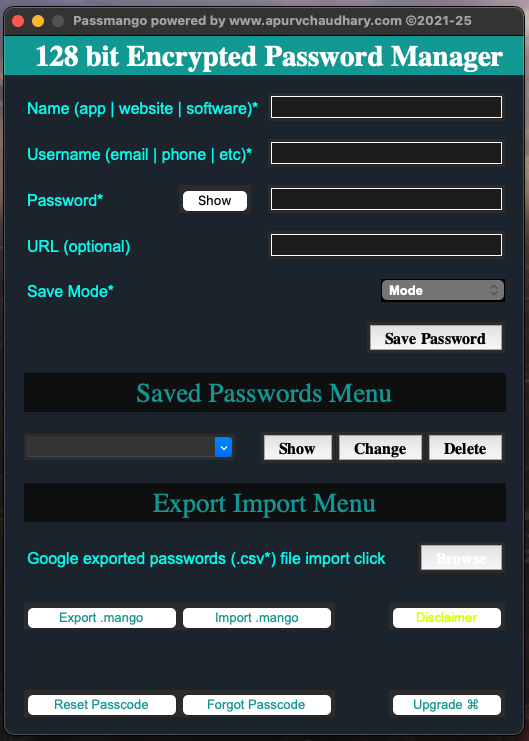 Passmango powered by www.apurvchaudhary.com ©2021-25
128 bit Encrypted Password Manager
Name (app | website | software)*
Username (email | phone | etc)*
Password* Show
URL (optional)
Save Mode* Mode
Save Password
Saved Passwords Menu
Show Change Delete
Export Import Menu
Google exported passwords (.csv*) file import click Browse
Export .mango Import .mango Disclaimer
Reset Passcode Forgot Passcode Upgrade ⌘